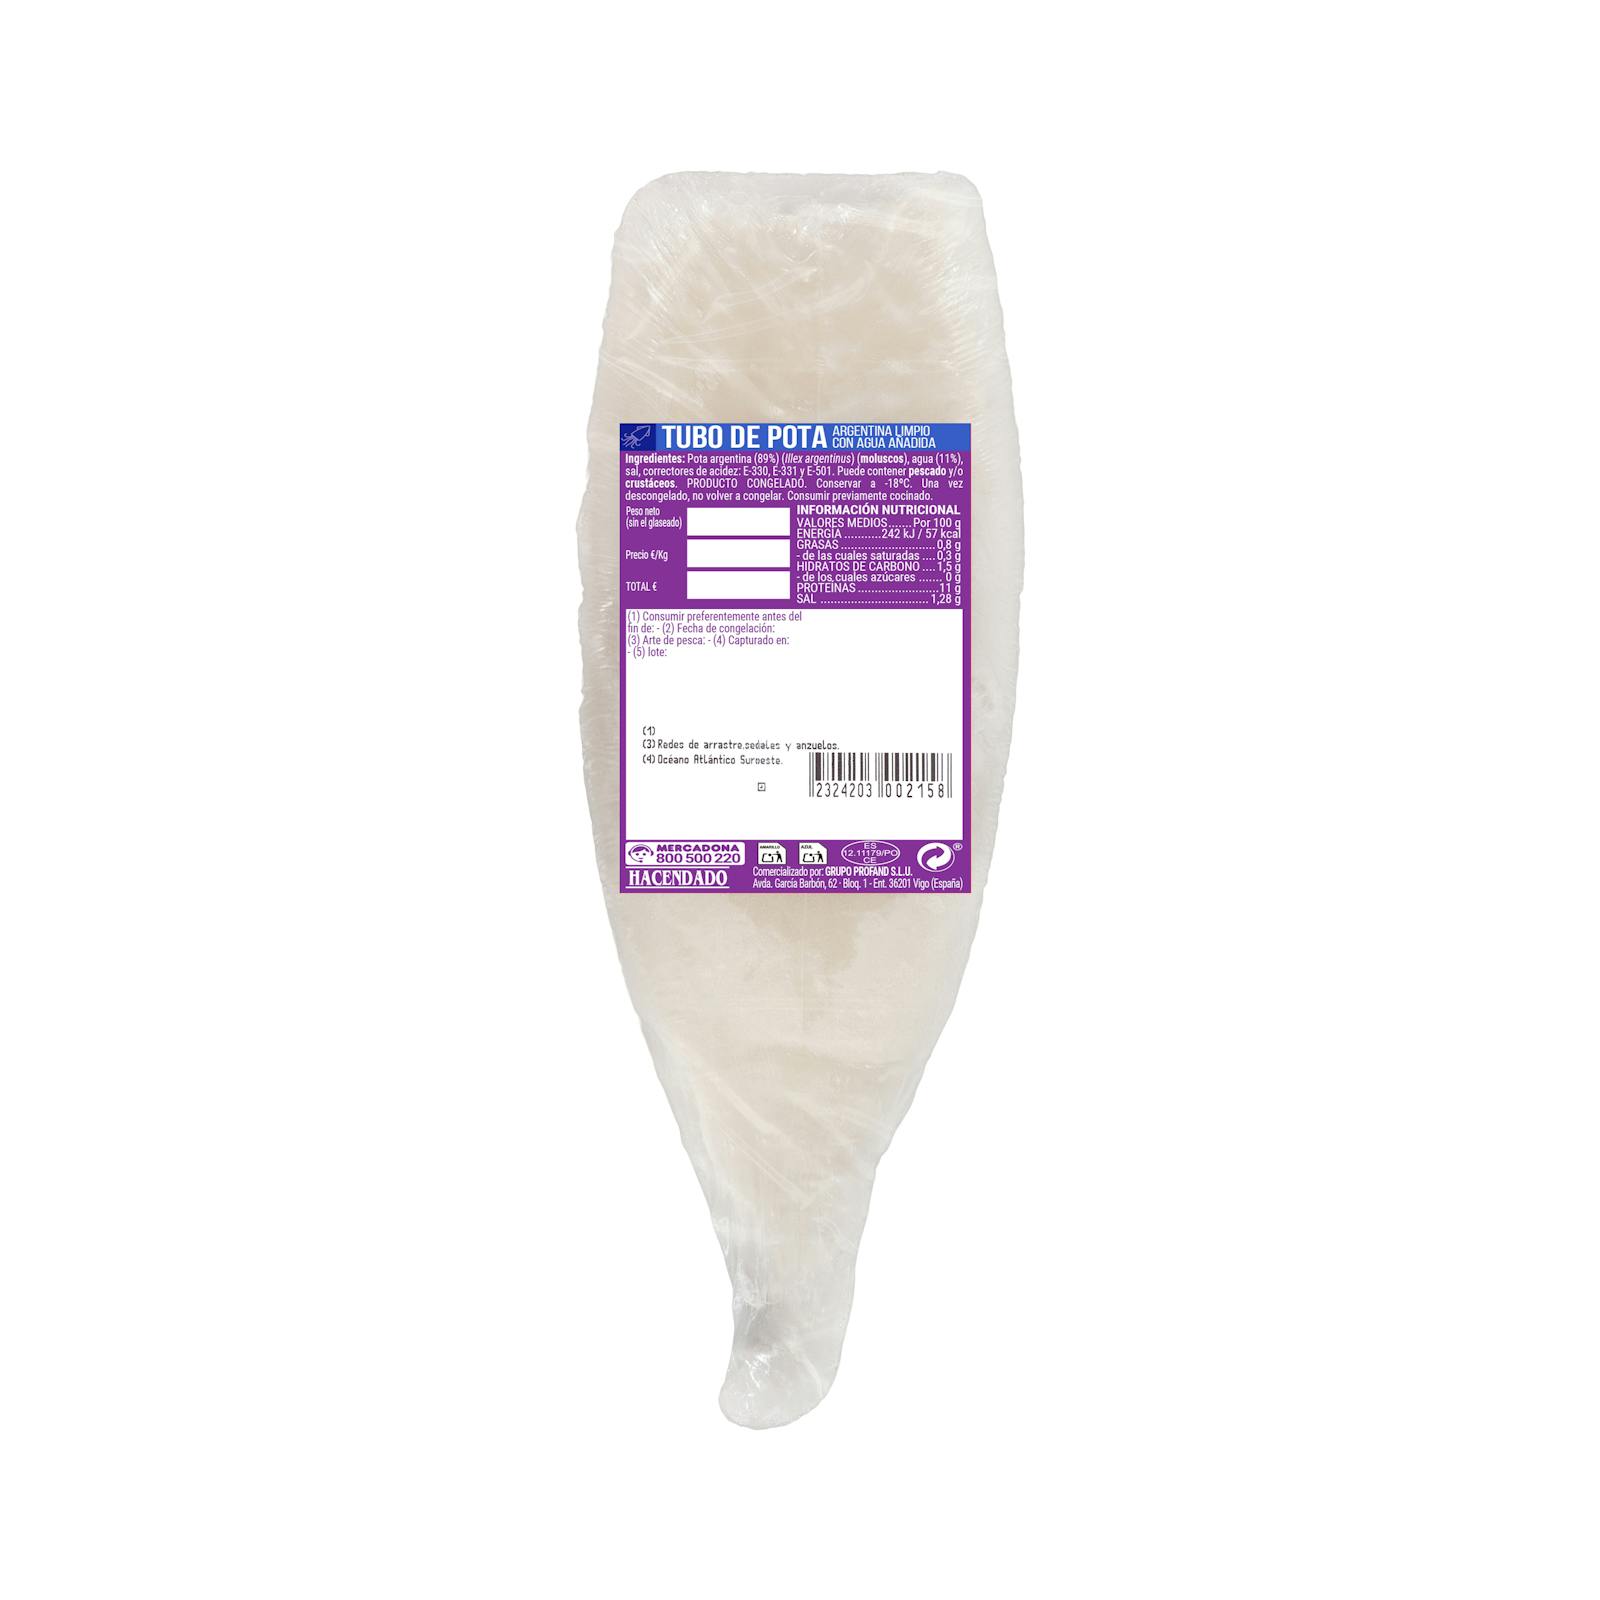 TUBO DE POTA ARGENTINA LIMPIO
CON AGUA AÑADIDA
Ingredientes: Pota argentina (89%) (Illex argentinus) (moluscos), agua (11%),
sal, correctores de acidez: E-330, E-331 y E-501. Puede contener pescado y/o
crustáceos. PRODUCTO CONGELADO. Conservar a -18ºC. Una vez
descongelado, no volver a congelar. Consumir previamente cocinado.
Peso neto
(sin el glaseado)
Precio €/Kg
TOTAL €
INFORMACIÓN NUTRICIONAL
VALORES MEDIOS....... Por 100 g
ENERGIA ...........242 kJ / 57 kcal
GRASAS ............................0,8 g
- de las cuales saturadas ....0,3 g
HIDRATOS DE CARBONO ....1,5 g
- de los cuales azúcares ....... 0 g
PROTEINAS ........................11 g
SAL ................................1,28 g
(1) Consumir preferentemente antes del
fin de: - (2) Fecha de congelación:
(3) Arte de pesca: - (4) Capturado en:
- (5) lote:
(1)
(3) Redes de arrastre,sedales y anzuelos.
(4) Océano Atlántico Suroeste.
2324203 002158
MERCADONA
800 500 220
HACENDADO
AMARILLO
AZUL
ES
12.11179/PO
CE
®
Comercializado por: GRUPO PROFAND S.L.U.
Avda. García Barbón, 62 · Bloq. 1 - Ent. 36201 Vigo (España)